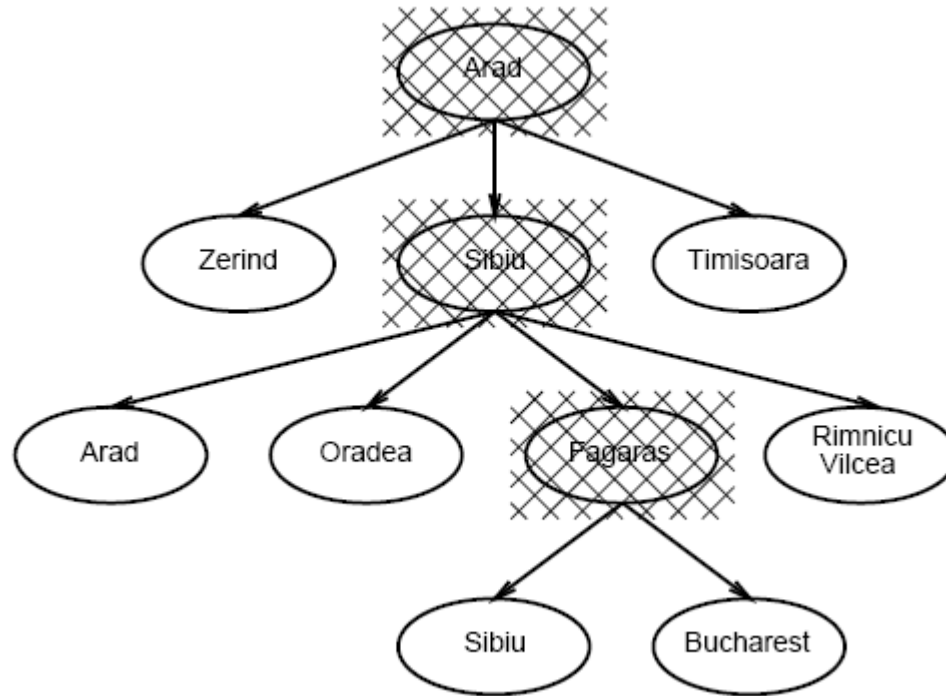 Arad
Zerind
Sibiu
Timisoara
Arad
Oradea
Fagaras
Rimnicu
Vilcea
Sibiu
Bucharest